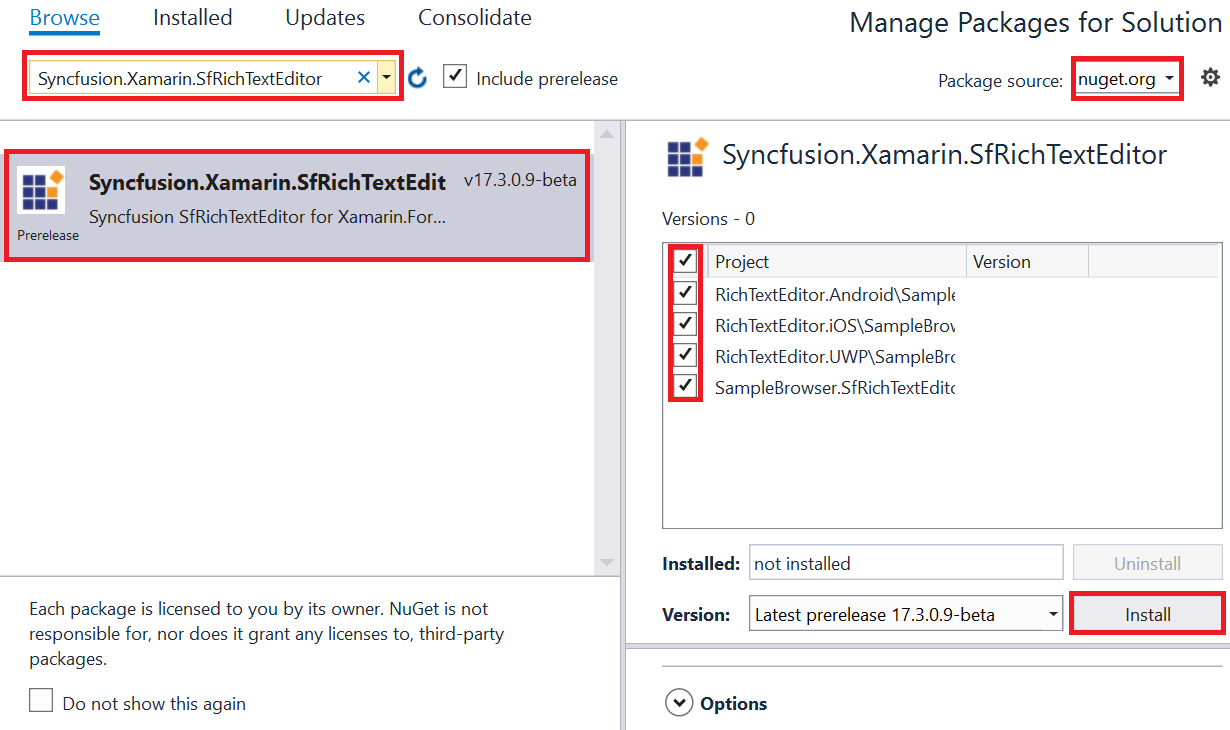 Browse Installed Updates Consolidate
Manage Packages for Solution
Syncfusion.Xamarin.SfRichTextEditor
Include prerelease
Package source: nuget.org
Syncfusion.Xamarin.SfRichTextEdit v17.3.0.9-beta
Syncfusion SfRichTextEditor for Xamarin.For...
Prerelease
Each package is licensed to you by its owner. NuGet is not
responsible for, nor does it grant any licenses to, third-party
packages.
Do not show this again
Syncfusion.Xamarin.SfRichTextEditor
Versions - 0
Project Version
RichTextEditor.Android\Sample
RichTextEditor.iOS\SampleBrow
RichTextEditor.UWP\SampleBro
SampleBrowser.SfRichTextEdito
Installed: not installed Uninstall
Version: Latest prerelease 17.3.0.9-beta Install
Options